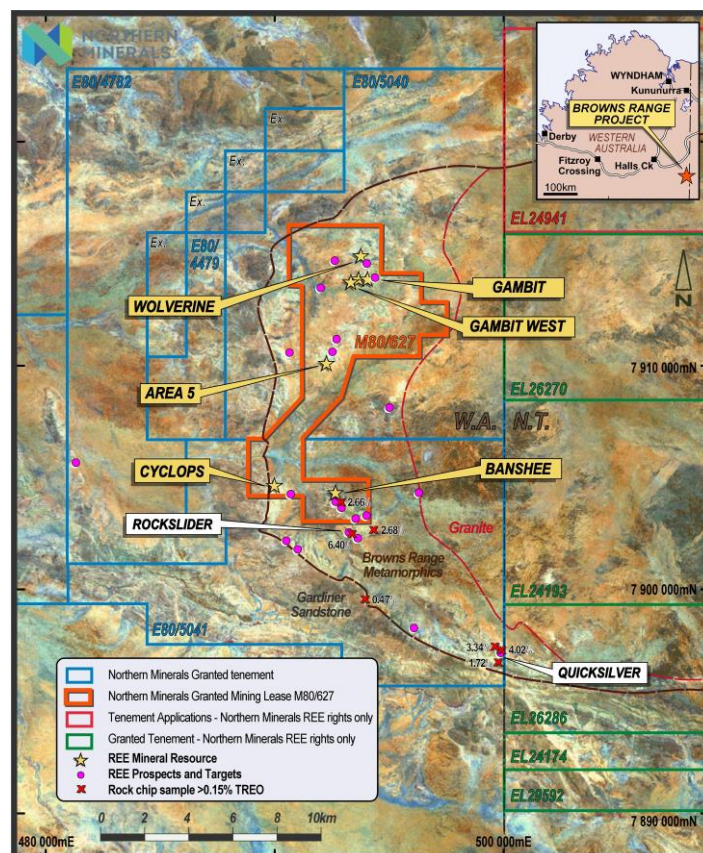 NORTHERN
MINERALS
E80/4782
E80/5040
WYNDHAM
Kununurra
BROWNS RANGE
PROJECT
Derby
WESTERN
AUSTRALIA
Fitzroy
Crossing
Halls Ck
100km
Ex.
Ex.
Ex.
Ex.
E80/
4479
EL24941
WOLVERINE
GAMBIT
GAMBIT WEST
N
M80/627
7 910 000mN
AREA 5
EL26270
W.A.
N.T.
CYCLOPS
BANSHEE
2.66
ROCKSLIDER
2.68
6.40
Granite
Browns Range
Metamorphics
EL24193
7 900 000mN
0.47
Gardiner
Sandstone
E80/5041
3.34
4.02
1.72
QUICKSILVER
Northern Minerals Granted tenement
Northern Minerals Granted Mining Lease M80/627
Tenement Applications - Northern Minerals REE rights only
Granted Tenement - Northern Minerals REE rights only
REE Mineral Resource
REE Prospects and Targets
Rock chip sample >0.15% TREO
EL26286
EL24174
EL29592
0 2 4 6 8 10km
7 890 000mN
480 000mE
500 000mE